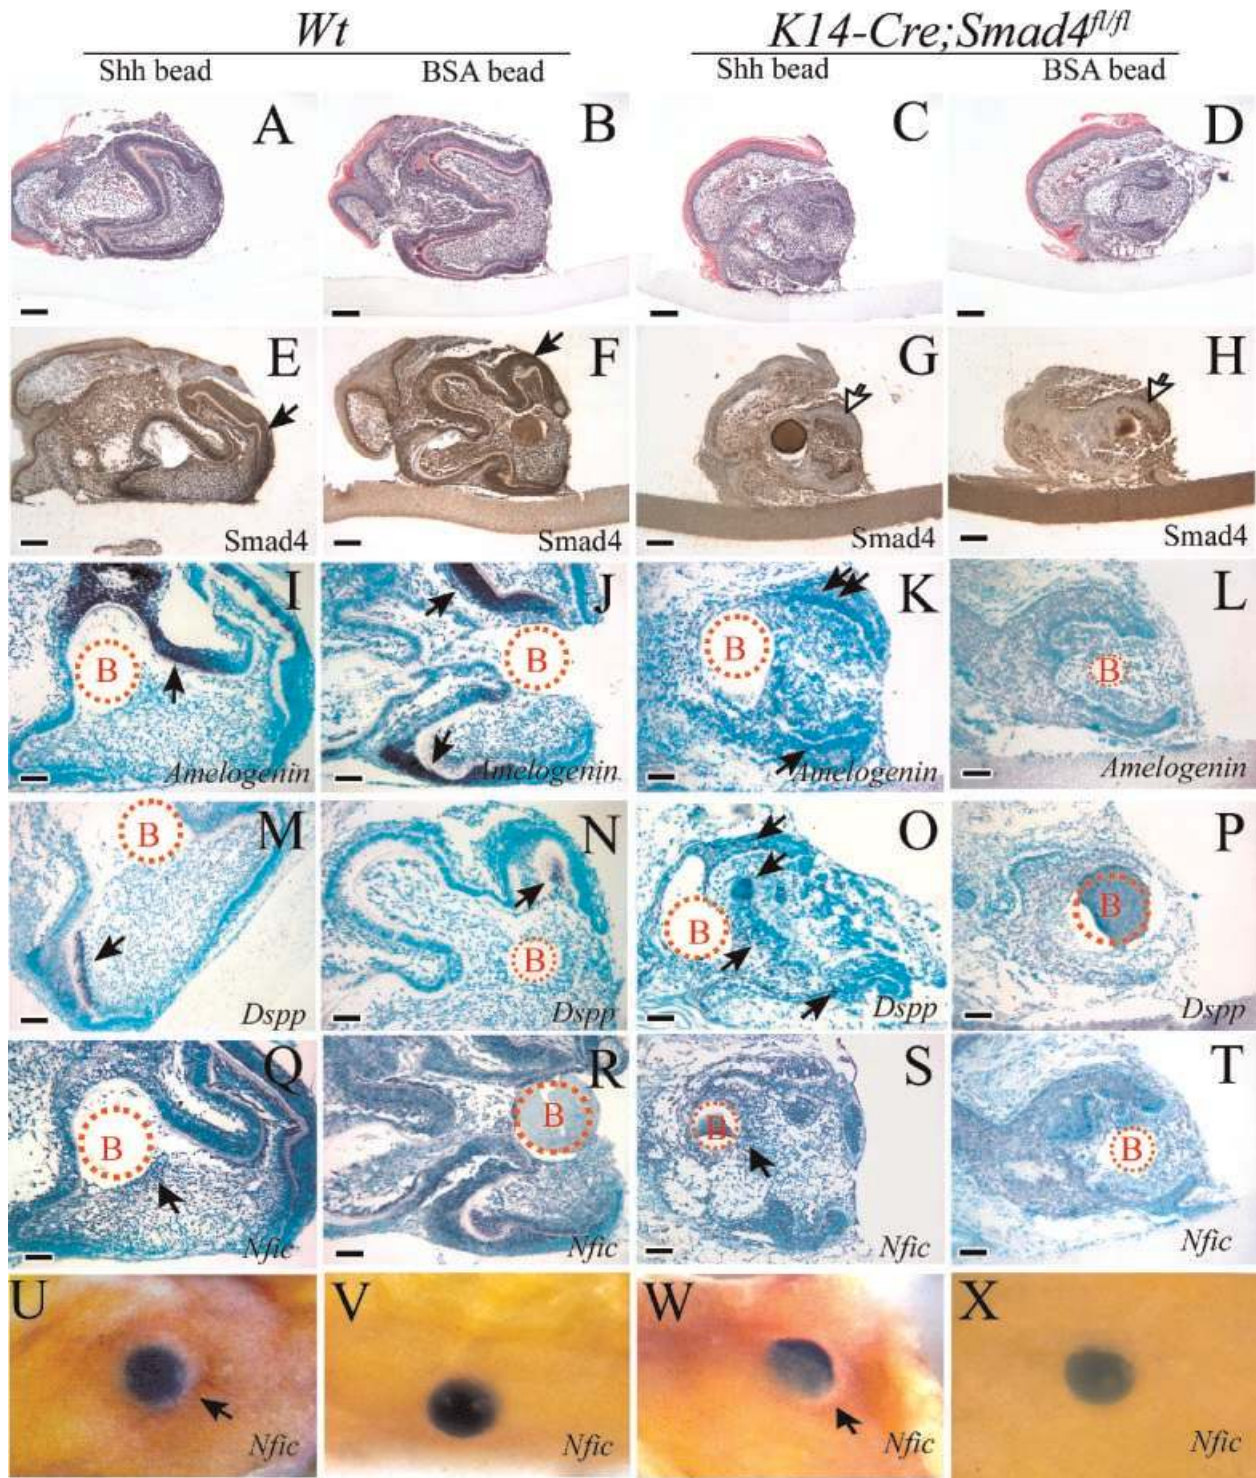 Wt K14-Cre;Smad4fl/fl
Shh bead BSA bead Shh bead BSA bead
A B C D
E F G H
Smad4 Smad4 Smad4 Smad4
I J K L
B B B B
Amelogenin Amelogenin Amelogenin Amelogenin
M N O P
B B B B
Dspp Dspp Dspp Dspp
Q R S T
B B B B
Nfic Nfic Nfic Nfic
U V W X
Nfic Nfic Nfic Nfic